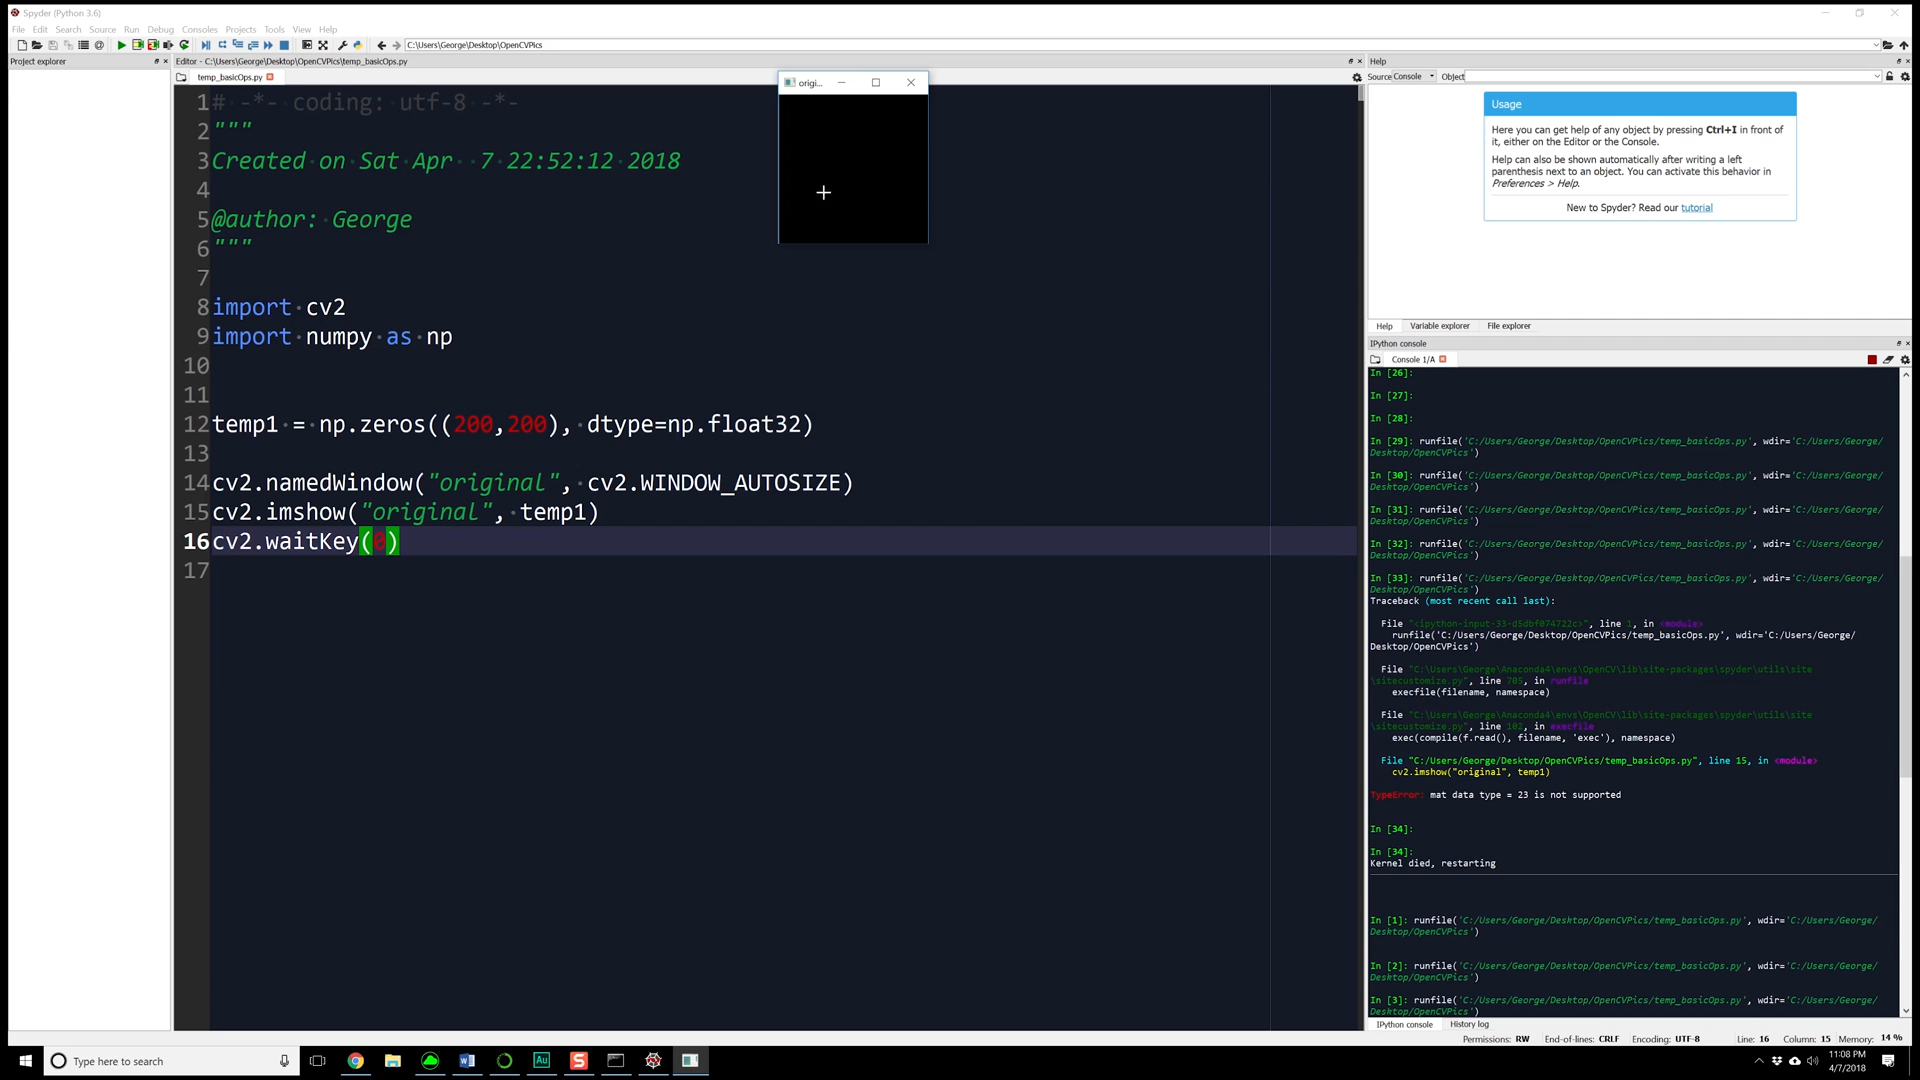 Spyder (Python 3.6)
File Edit Search Source Run Debug Consoles Projects Tools View Help
C:\Users\George\Desktop\OpenCVPics
Project explorer
Editor - C:\Users\George\Desktop\OpenCVPics\temp_basicOps.py
temp_basicOps.py
1 # -*- coding: utf-8 -*-
2 """
3 Created on Sat Apr  7 22:52:12 2018
4
5 @author: George
6 """
7
8 import cv2
9 import numpy as np
10
11
12 temp1 = np.zeros((200,200), dtype=np.float32)
13
14 cv2.namedWindow("original", cv2.WINDOW_AUTOSIZE)
15 cv2.imshow("original", temp1)
16 cv2.waitKey(0)
17
origi...
Help
Source Console Object
Usage
Here you can get help of any object by pressing Ctrl+I in front of
it, either on the Editor or the Console.
Help can also be shown automatically after writing a left
parenthesis next to an object. You can activate this behavior in
Preferences > Help.
New to Spyder? Read our tutorial
Help Variable explorer File explorer
IPython console
Console 1/A
In [26]:
In [27]:
In [28]:
In [29]: runfile('C:/Users/George/Desktop/OpenCVPics/temp_basicOps.py', wdir='C:/Users/George/
Desktop/OpenCVPics')
In [30]: runfile('C:/Users/George/Desktop/OpenCVPics/temp_basicOps.py', wdir='C:/Users/George/
Desktop/OpenCVPics')
In [31]: runfile('C:/Users/George/Desktop/OpenCVPics/temp_basicOps.py', wdir='C:/Users/George/
Desktop/OpenCVPics')
In [32]: runfile('C:/Users/George/Desktop/OpenCVPics/temp_basicOps.py', wdir='C:/Users/George/
Desktop/OpenCVPics')
In [33]: runfile('C:/Users/George/Desktop/OpenCVPics/temp_basicOps.py', wdir='C:/Users/George/
Desktop/OpenCVPics')
Traceback (most recent call last):
File "<ipython-input-33-d5dbf074722c>", line 1, in <module>
runfile('C:/Users/George/Desktop/OpenCVPics/temp_basicOps.py', wdir='C:/Users/George/
Desktop/OpenCVPics')
File "C:\Users\George\Anaconda4\envs\OpenCV\lib\site-packages\spyder\utils\site
\sitecustomize.py", line 705, in runfile
execfile(filename, namespace)
File "C:\Users\George\Anaconda4\envs\OpenCV\lib\site-packages\spyder\utils\site
\sitecustomize.py", line 102, in execfile
exec(compile(f.read(), filename, 'exec'), namespace)
File "C:/Users/George/Desktop/OpenCVPics/temp_basicOps.py", line 15, in <module>
cv2.imshow("original", temp1)
TypeError: mat data type = 23 is not supported
In [34]:
In [34]:
Kernel died, restarting
In [1]: runfile('C:/Users/George/Desktop/OpenCVPics/temp_basicOps.py', wdir='C:/Users/George/
Desktop/OpenCVPics')
In [2]: runfile('C:/Users/George/Desktop/OpenCVPics/temp_basicOps.py', wdir='C:/Users/George/
Desktop/OpenCVPics')
In [3]: runfile('C:/Users/George/Desktop/OpenCVPics/temp_basicOps.py', wdir='C:/Users/George/
Desktop/OpenCVPics')
IPython console History log
Permissions: RW End-of-lines: CRLF Encoding: UTF-8 Line: 16 Column: 15 Memory: 14 %
Type here to search
Au
11:08 PM
4/7/2018